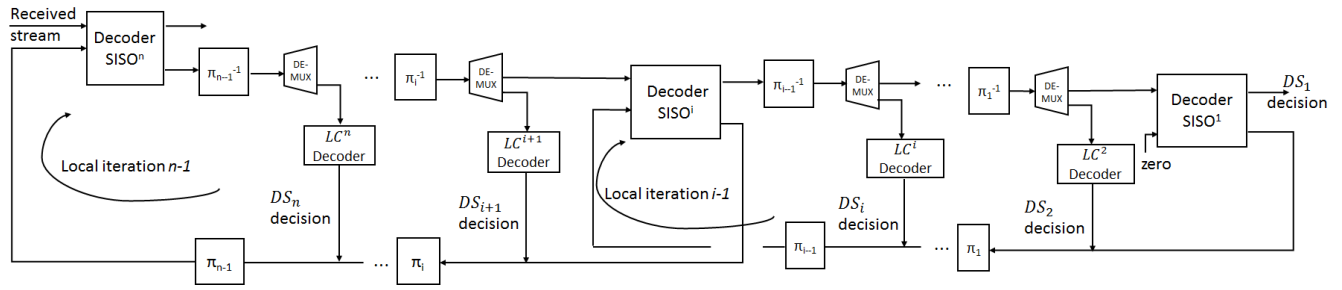 Received
stream
Decoder
SISOⁿ
πₙ₋₁⁻¹
DE-
MUX
...
πᵢ⁻¹
DE-
MUX
Decoder
SISOⁱ
πᵢ₋₁⁻¹
DE-
MUX
...
π₁⁻¹
DE-
MUX
Decoder
SISO¹
DS₁
decision
LCⁿ
Decoder
LCⁱ⁺¹
Decoder
LCⁱ
Decoder
LC²
Decoder
zero
Local iteration n-1
Local iteration i-1
DSₙ
decision
DSᵢ₊₁
decision
DSᵢ
decision
DS₂
decision
πₙ₋₁
...
πᵢ
πᵢ₋₁
...
π₁